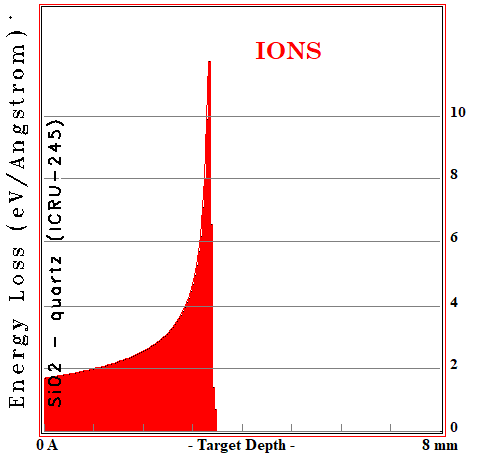 IONS
Energy Loss (eV/Angstrom)
SiO2 - quartz (ICRU-245)
10
8
6
4
2
0
0 A
- Target Depth -
8 mm